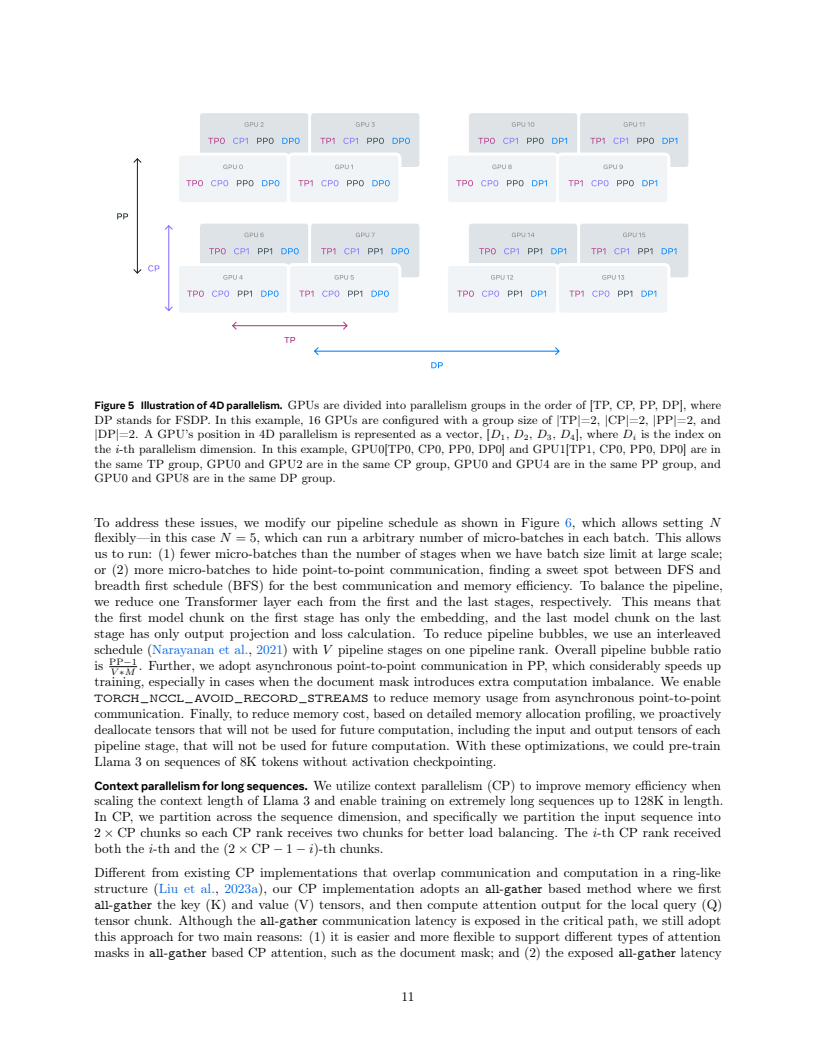 GPU 2 GPU 3 GPU 10 GPU 11
TP0 CP1 PP0 DP0 TP1 CP1 PP0 DP0 TP0 CP1 PP0 DP1 TP1 CP1 PP0 DP1
GPU 0 GPU 1 GPU 8 GPU 9
TP0 CP0 PP0 DP0 TP1 CP0 PP0 DP0 TP0 CP0 PP0 DP1 TP1 CP0 PP0 DP1
PP
GPU 6 GPU 7 GPU 14 GPU 15
TP0 CP1 PP1 DP0 TP1 CP1 PP1 DP0 TP0 CP1 PP1 DP1 TP1 CP1 PP1 DP1
CP
GPU 4 GPU 5 GPU 12 GPU 13
TP0 CP0 PP1 DP0 TP1 CP0 PP1 DP0 TP0 CP0 PP1 DP1 TP1 CP0 PP1 DP1
TP
DP
Figure 5 Illustration of 4D parallelism. GPUs are divided into parallelism groups in the order of [TP, CP, PP, DP], where
DP stands for FSDP. In this example, 16 GPUs are configured with a group size of |TP|=2, |CP|=2, |PP|=2, and
|DP|=2. A GPU's position in 4D parallelism is represented as a vector, [D1, D2, D3, D4], where Di is the index on
the i-th parallelism dimension. In this example, GPU0[TP0, CP0, PP0, DP0] and GPU1[TP1, CP0, PP0, DP0] are in
the same TP group, GPU0 and GPU2 are in the same CP group, GPU0 and GPU4 are in the same PP group, and
GPU0 and GPU8 are in the same DP group.
To address these issues, we modify our pipeline schedule as shown in Figure 6, which allows setting N
flexibly—in this case N = 5, which can run a arbitrary number of micro-batches in each batch. This allows
us to run: (1) fewer micro-batches than the number of stages when we have batch size limit at large scale;
or (2) more micro-batches to hide point-to-point communication, finding a sweet spot between DFS and
breadth first schedule (BFS) for the best communication and memory efficiency. To balance the pipeline,
we reduce one Transformer layer each from the first and the last stages, respectively. This means that
the first model chunk on the first stage has only the embedding, and the last model chunk on the last
stage has only output projection and loss calculation. To reduce pipeline bubbles, we use an interleaved
schedule (Narayanan et al., 2021) with V pipeline stages on one pipeline rank. Overall pipeline bubble ratio
is PP−1/V∗M. Further, we adopt asynchronous point-to-point communication in PP, which considerably speeds up
training, especially in cases when the document mask introduces extra computation imbalance. We enable
TORCH_NCCL_AVOID_RECORD_STREAMS to reduce memory usage from asynchronous point-to-point
communication. Finally, to reduce memory cost, based on detailed memory allocation profiling, we proactively
deallocate tensors that will not be used for future computation, including the input and output tensors of each
pipeline stage, that will not be used for future computation. With these optimizations, we could pre-train
Llama 3 on sequences of 8K tokens without activation checkpointing.
Context parallelism for long sequences. We utilize context parallelism (CP) to improve memory efficiency when
scaling the context length of Llama 3 and enable training on extremely long sequences up to 128K in length.
In CP, we partition across the sequence dimension, and specifically we partition the input sequence into
2 × CP chunks so each CP rank receives two chunks for better load balancing. The i-th CP rank received
both the i-th and the (2 × CP − 1 − i)-th chunks.
Different from existing CP implementations that overlap communication and computation in a ring-like
structure (Liu et al., 2023a), our CP implementation adopts an all-gather based method where we first
all-gather the key (K) and value (V) tensors, and then compute attention output for the local query (Q)
tensor chunk. Although the all-gather communication latency is exposed in the critical path, we still adopt
this approach for two main reasons: (1) it is easier and more flexible to support different types of attention
masks in all-gather based CP attention, such as the document mask; and (2) the exposed all-gather latency
11